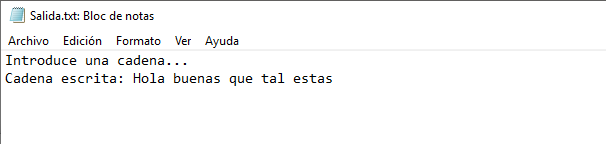 Salida.txt: Bloc de notas
Archivo Edición Formato Ver Ayuda
Introduce una cadena...
Cadena escrita: Hola buenas que tal estas